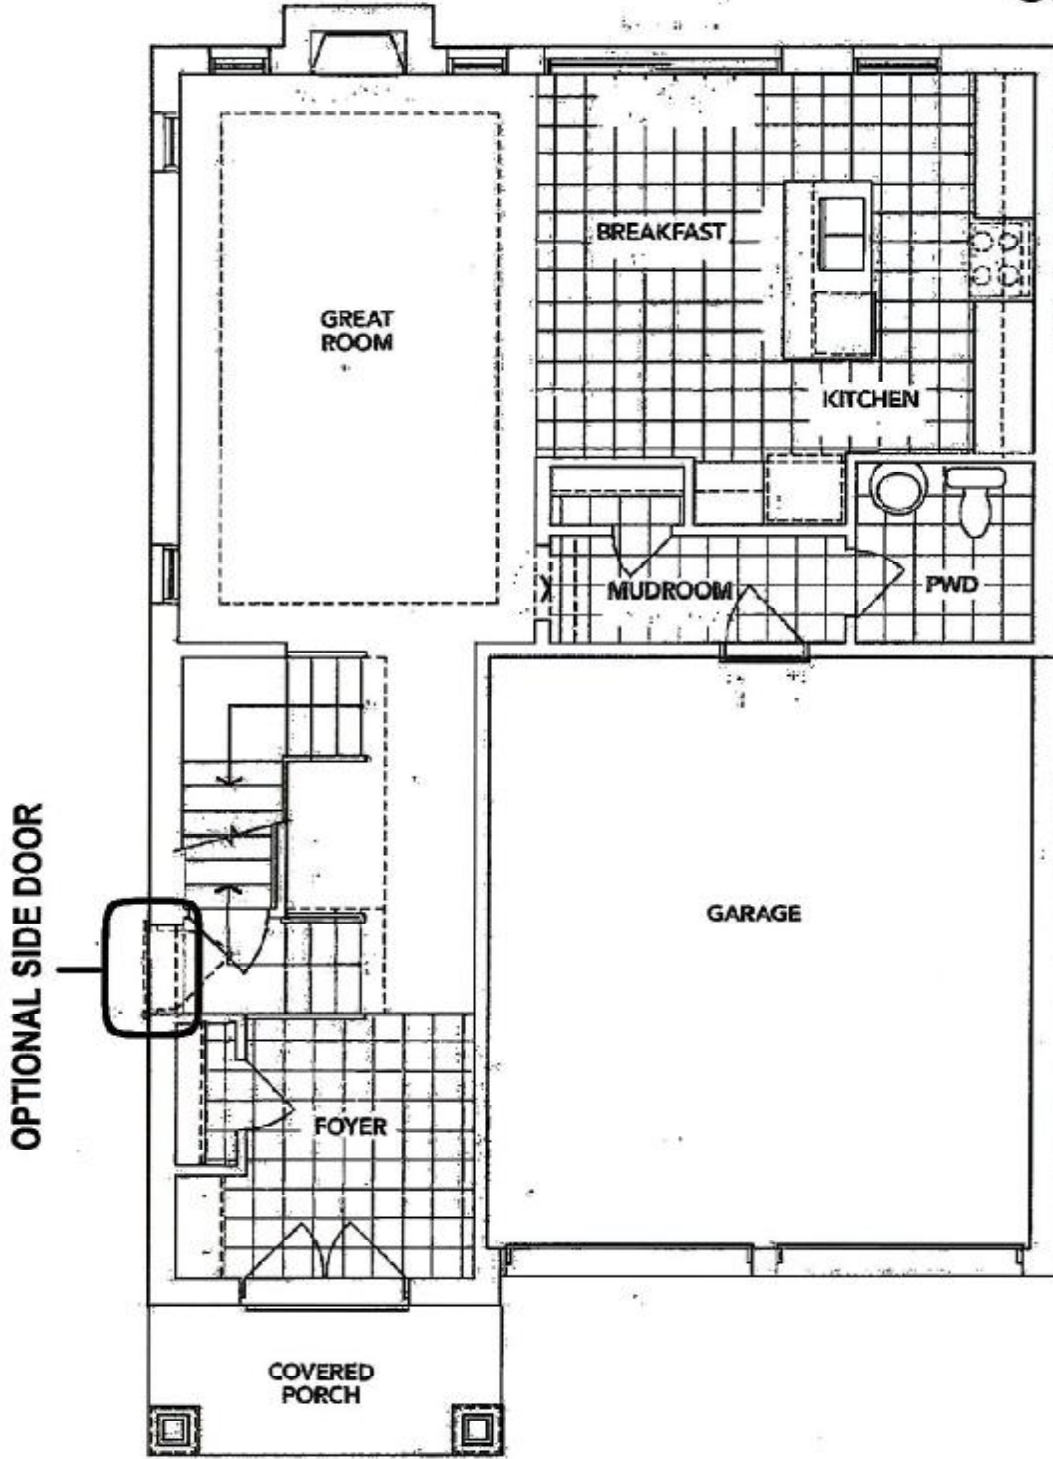 BREAKFAST
GREAT
ROOM
KITCHEN
MUDROOM
PWD
OPTIONAL SIDE DOOR
GARAGE
FOYER
COVERED
PORCH